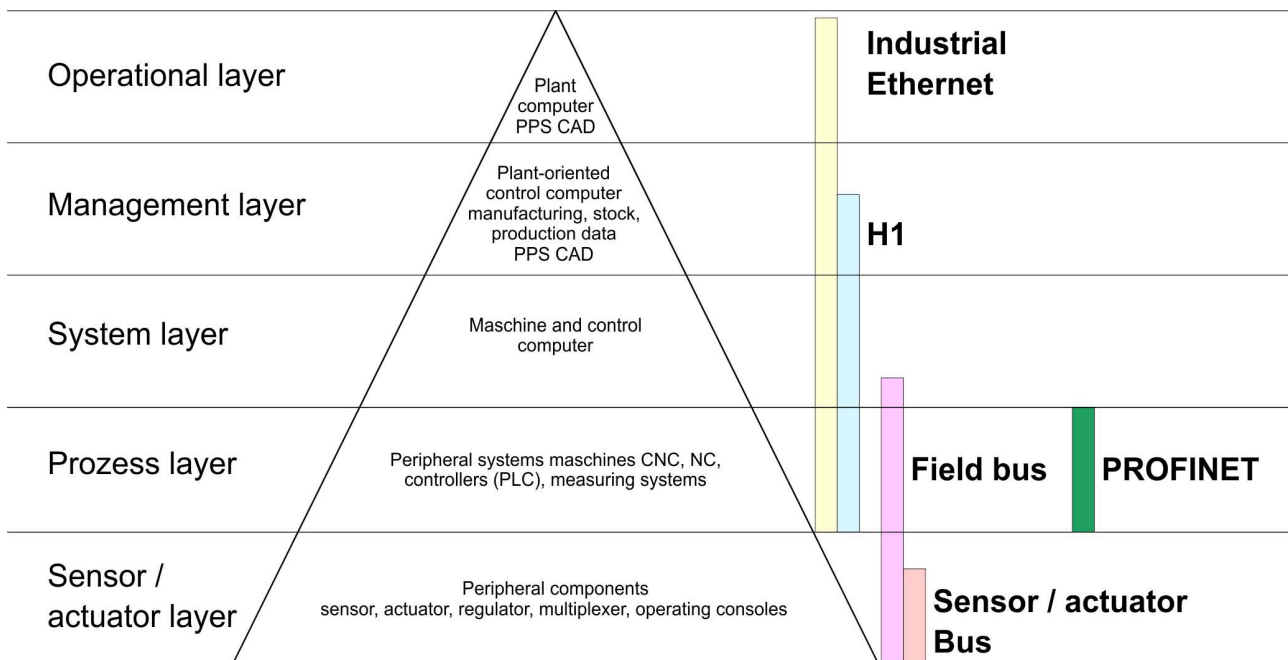 Operational layer
Plant
computer
PPS CAD
Industrial
Ethernet
Management layer
Plant-oriented
control computer
manufacturing, stock,
production data
PPS CAD
H1
System layer
Maschine and control
computer
Prozess layer
Peripheral systems maschines CNC, NC,
controllers (PLC), measuring systems
Field bus
PROFINET
Sensor /
actuator layer
Peripheral components
sensor, actuator, regulator, multiplexer, operating consoles
Sensor / actuator
Bus